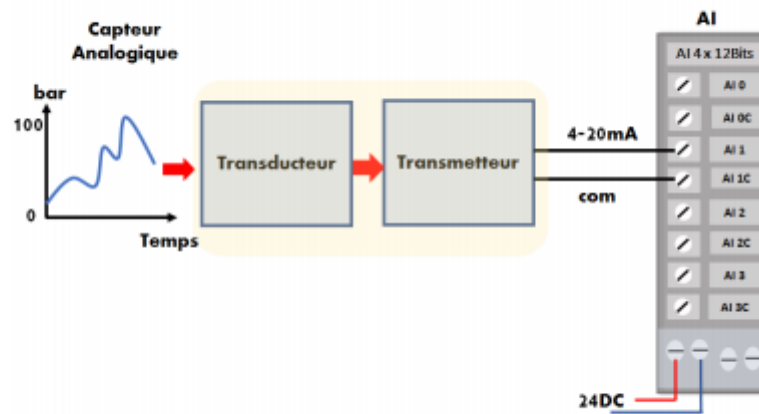 Capteur
Analogique
bar
100
0
Temps
Transducteur
Transmetteur
4-20mA
com
AI
AI 4 x 12Bits
AI 0
AI 0C
AI 1
AI 1C
AI 2
AI 2C
AI 3
AI 3C
24DC